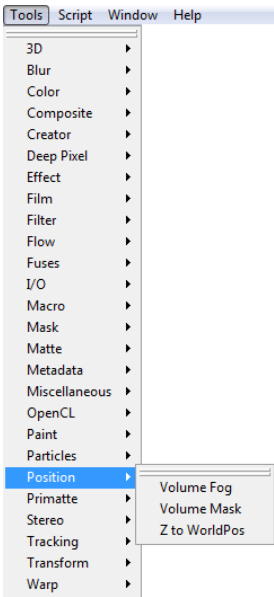 Tools Script Window Help
3D
Blur
Color
Composite
Creator
Deep Pixel
Effect
Film
Filter
Flow
Fuses
I/O
Macro
Mask
Matte
Metadata
Miscellaneous
OpenCL
Paint
Particles
Position
Primatte
Stereo
Tracking
Transform
Warp
Volume Fog
Volume Mask
Z to WorldPos